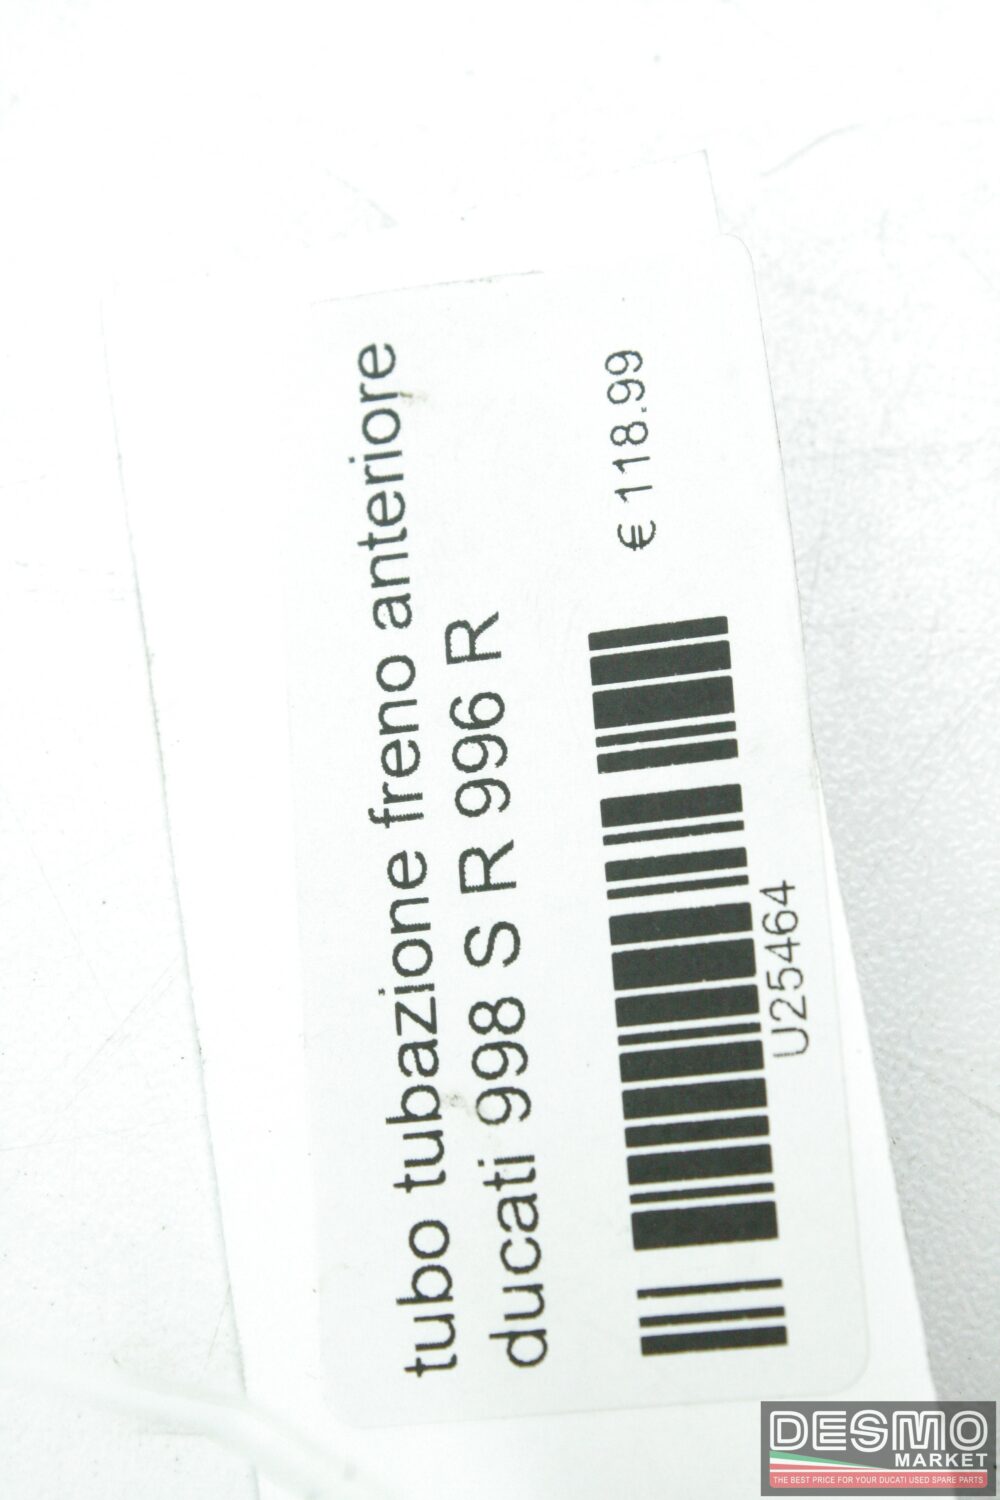 tubo tubazione freno anteriore
ducati 998 S R 996 R
€ 118.99
U25464
DESMO
MARKET
THE BEST PRICE FOR YOUR DUCATI USED SPARE PARTS